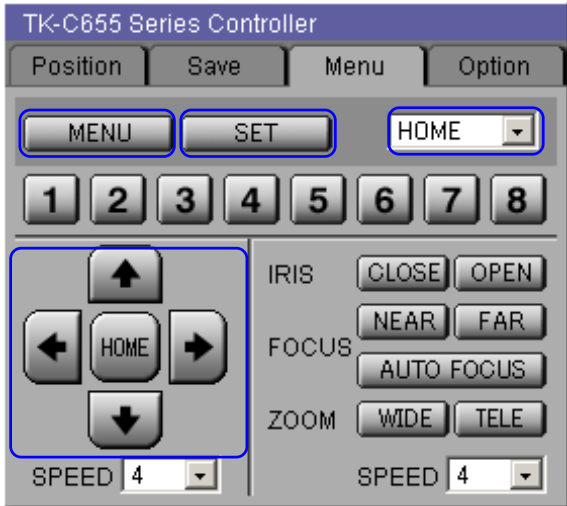 TK-C655 Series Controller
Position Save Menu Option
MENU SET HOME
1 2 3 4 5 6 7 8
IRIS CLOSE OPEN
HOME
NEAR FAR
FOCUS
AUTO FOCUS
ZOOM WIDE TELE
SPEED 4 SPEED 4